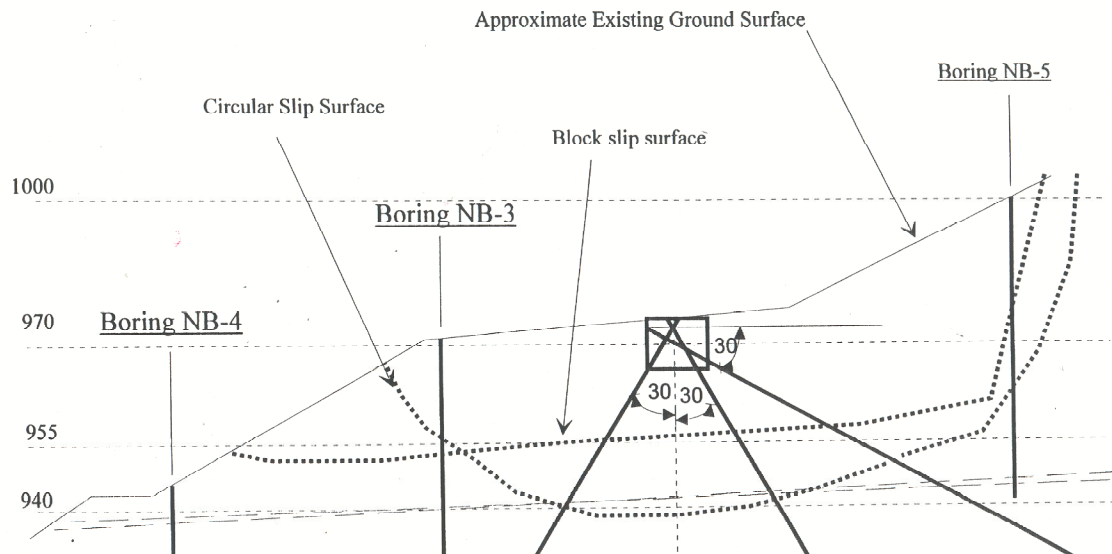 Approximate Existing Ground Surface
Boring NB-5
Circular Slip Surface
Block slip surface
1000
Boring NB-3
970
Boring NB-4
30
30
30
955
940